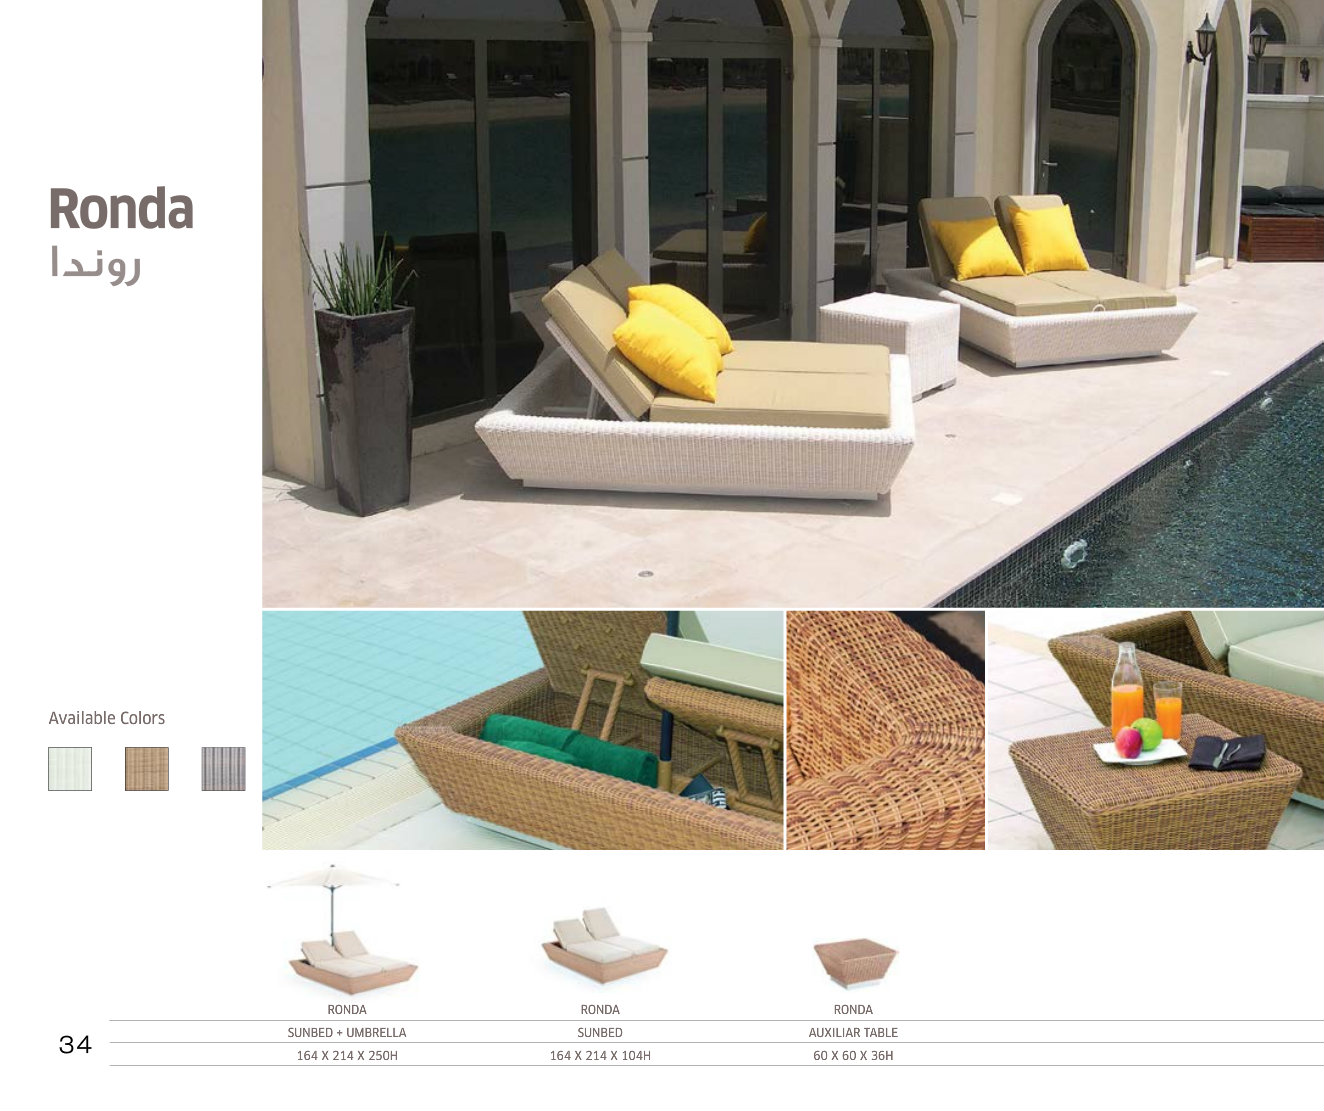 Ronda
روندا
Available Colors
RONDA RONDA RONDA
SUNBED + UMBRELLA SUNBED AUXILIAR TABLE
164 X 214 X 250H 164 X 214 X 104H 60 X 60 X 36H
34